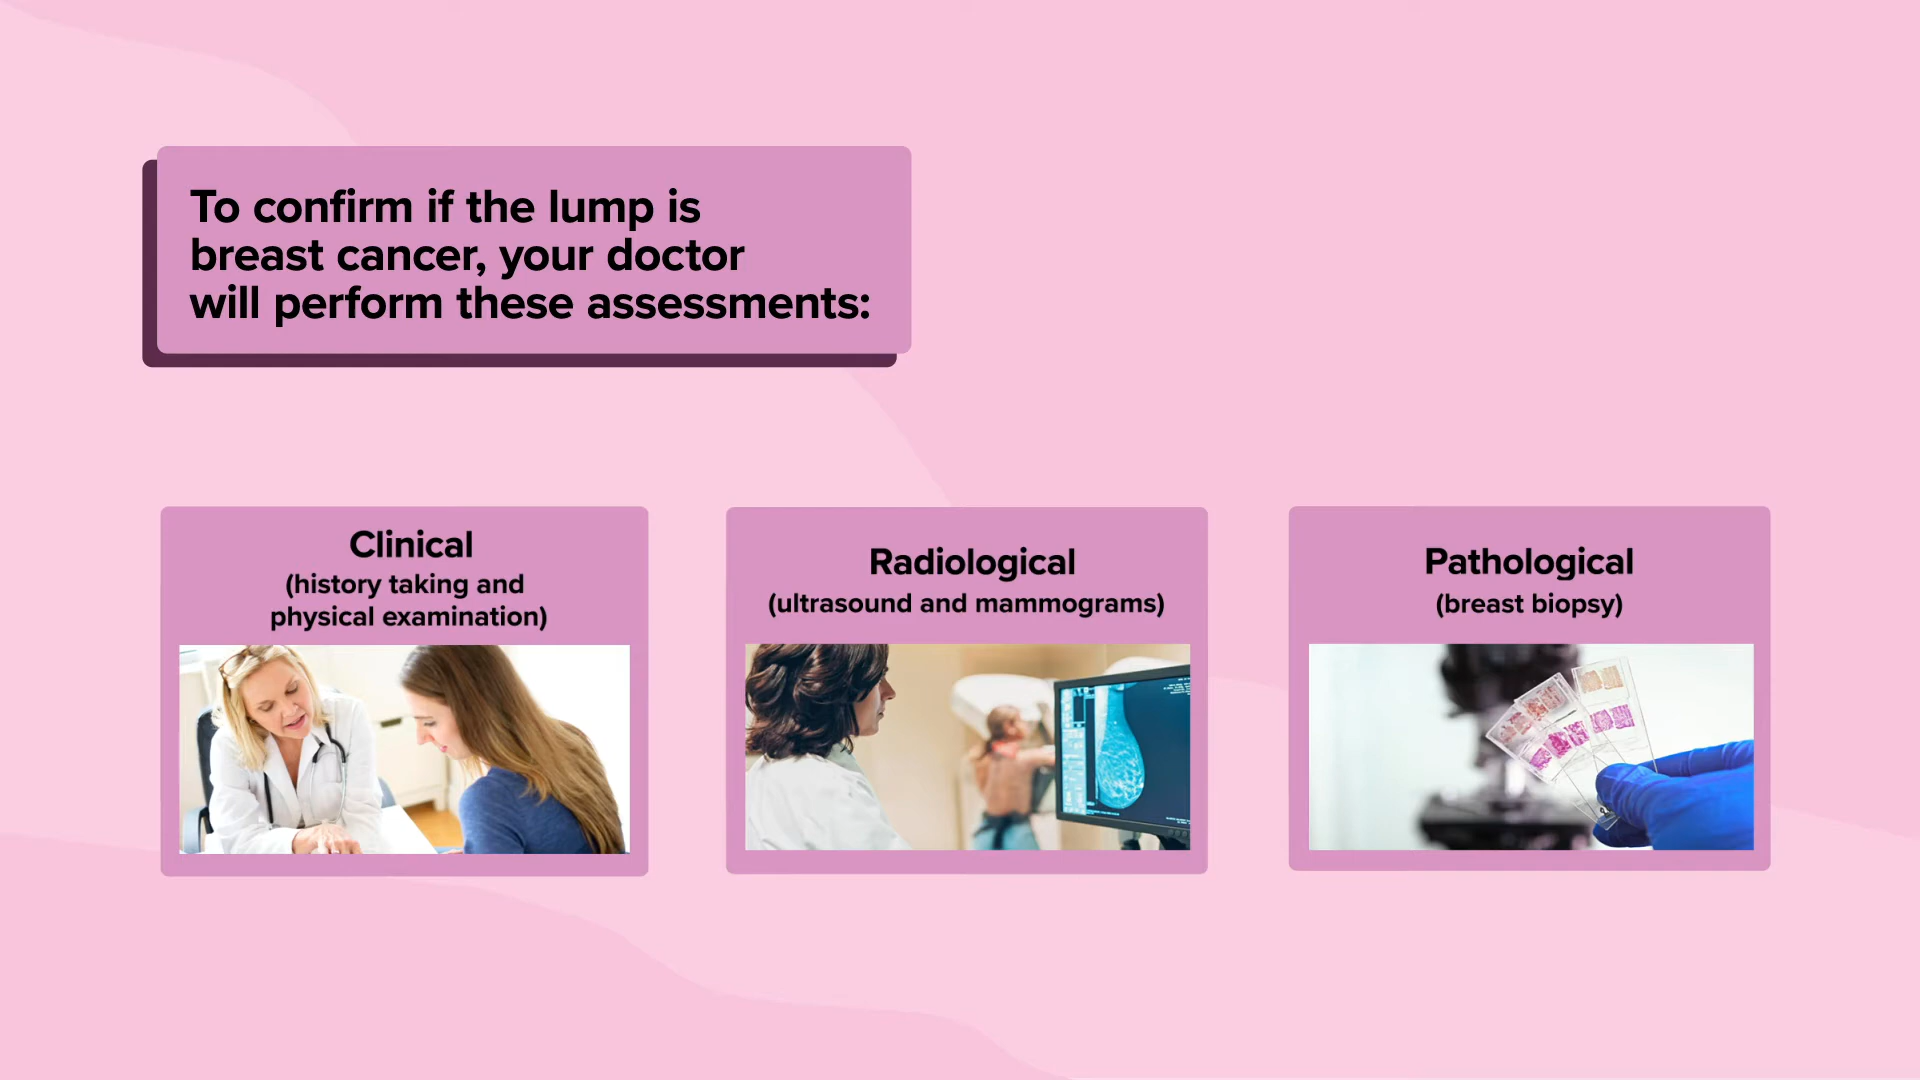 To confirm if the lump is
breast cancer, your doctor
will perform these assessments:
Clinical
(history taking and
physical examination)
Radiological
(ultrasound and mammograms)
Pathological
(breast biopsy)